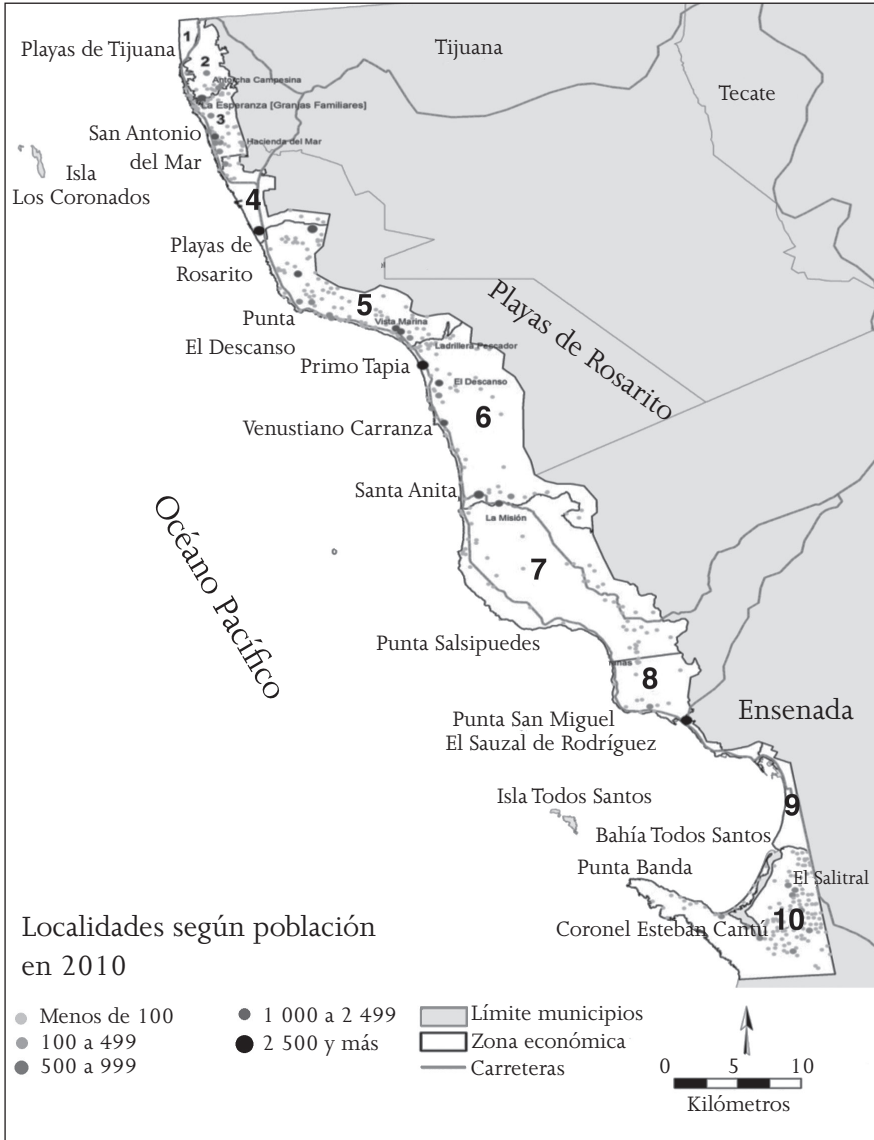 1
Tijuana
Playas de Tijuana
2
Antorcha Campesina
Tecate
La Esperanza [Granjas Familiares]
3
San Antonio
del Mar
Hacienda del Mar
Isla
Los Coronados
4
Playas de
Rosarito
5
Playas de Rosarito
Punta
El Descanso
Vista Marina
Ladrillera Pescador
Primo Tapia
El Descanso
6
Venustiano Carranza
Santa Anita
La Misión
Océano Pacífico
7
Punta Salsipuedes
8
Ensenada
Punta San Miguel
El Sauzal de Rodríguez
Isla Todos Santos
9
Bahía Todos Santos
Punta Banda
El Salitral
10
Coronel Esteban Cantú
Localidades según población
en 2010
Menos de 100
100 a 499
500 a 999
1 000 a 2 499
2 500 y más
Límite municipios
Zona económica
Carreteras
0 5 10
Kilómetros